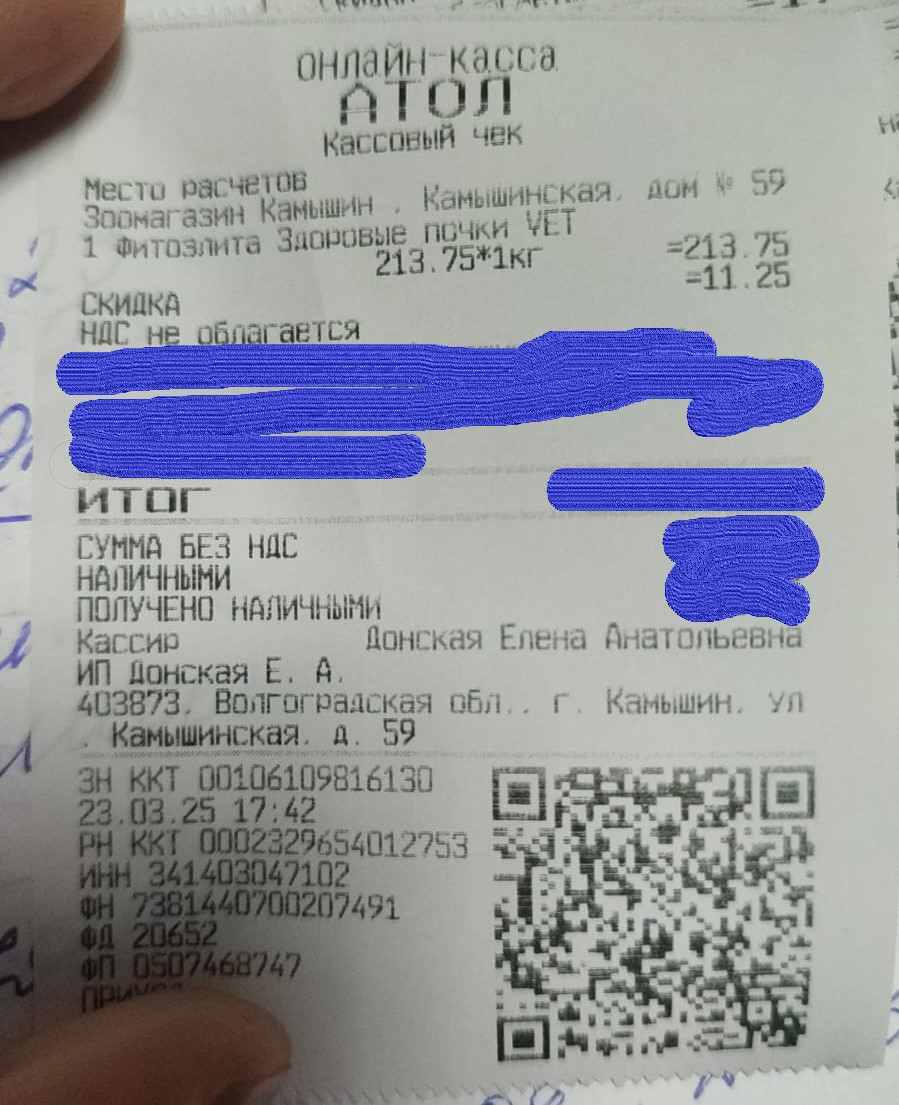 ОНЛАЙН-КАССА
АТОЛ
Кассовый чек
Место расчетов
Зоомагазин Камышин , Камышинская, дом № 59
1 Фитоэлита Здоровые почки VET
213.75*1кг =213.75
СКИДКА =11.25
НДС не облагается
ИТОГ
СУММА БЕЗ НДС
НАЛИЧНЫМИ
ПОЛУЧЕНО НАЛИЧНЫМИ
Кассир Донская Елена Анатольевна
ИП Донская Е. А.
403873, Волгоградская обл., г. Камышин, ул
. Камышинская, д. 59
ЗН ККТ 00106109816130
23.03.25 17:42
РН ККТ 0002329654012753
ИНН 341403047102
ФН 7381440700207491
ФД 20652
ФП 0507468747